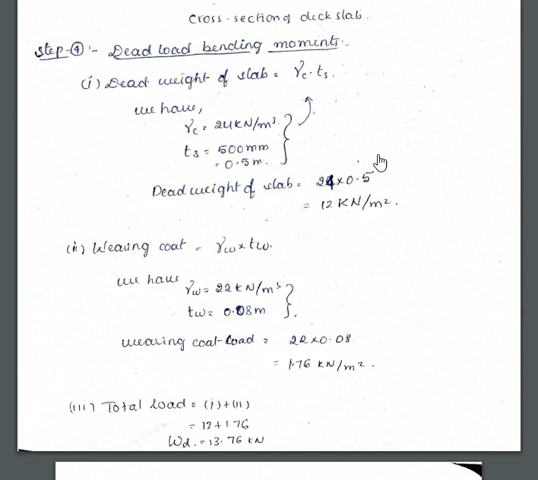 Cross-section of deck slab.
Step-④:- Dead load bending moments:-
(i) Dead weight of slab = γc·ts.
we have,
γc = 24KN/m³
ts = 500mm
= 0.5m.
Dead weight of slab = 24×0.5
= 12 KN/m².
(ii) Wearing coat = γw×tw.
we have
γw = 22KN/m³
tw = 0.08m
wearing coat load = 22×0.08
= 1.76 KN/m².
(iii) Total load = (i)+(ii)
= 12+1.76
Wd = 13.76 KN